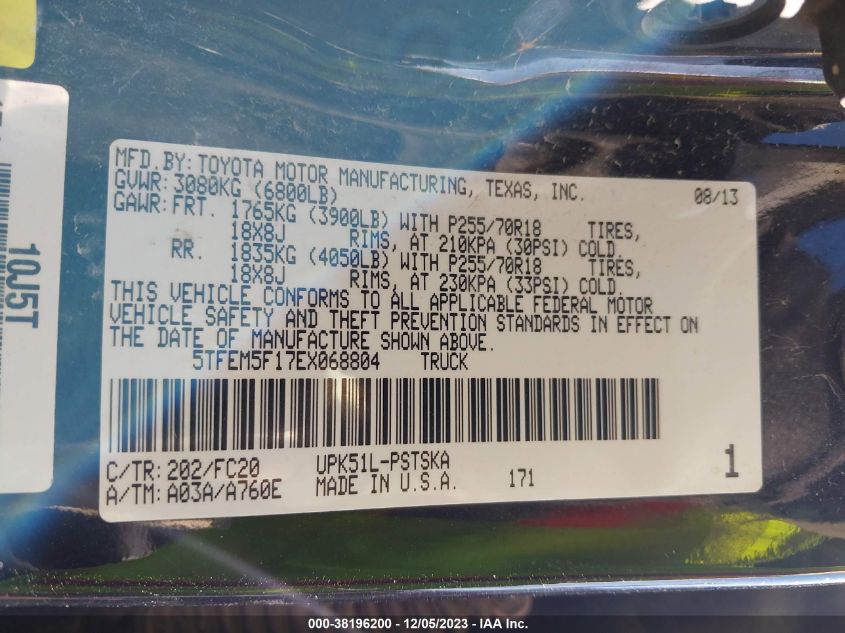 MFD.BY: TOYOTA MOTOR MANUFACTURING, TEXAS, INC. 08/13
GVWR: 3080KG (6800LB)
GAWR: FRT. 1765KG (3900LB) WITH P255/70R18 TIRES,
18X8J RIMS, AT 210KPA (30PSI) COLD.
RR. 1835KG (4050LB) WITH P255/70R18 TIRES,
18X8J RIMS, AT 230KPA (33PSI) COLD.
THIS VEHICLE CONFORMS TO ALL APPLICABLE FEDERAL MOTOR
VEHICLE SAFETY AND THEFT PREVENTION STANDARDS IN EFFECT ON
THE DATE OF MANUFACTURE SHOWN ABOVE.
5TFEM5F17EX068804 TRUCK
C/TR: 202/FC20 UPK51L-PSTSKA 1
A/TM: A03A/A760E MADE IN U.S.A. 171
10J5T
000-38196200 - 12/05/2023 - IAA Inc.